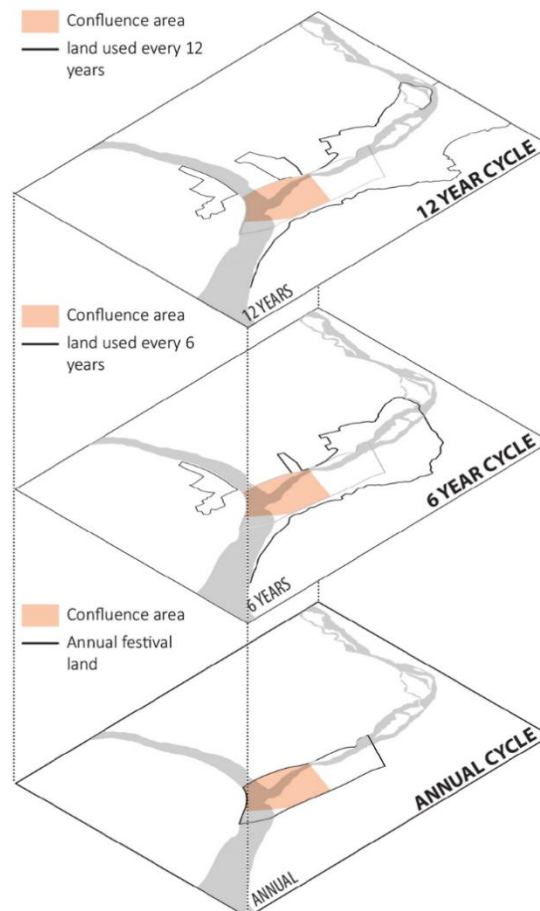 Confluence area
land used every 12
years
12 YEAR CYCLE
12 YEARS
Confluence area
land used every 6
years
6 YEAR CYCLE
6 YEARS
Confluence area
Annual festival
land
ANNUAL CYCLE
ANNUAL